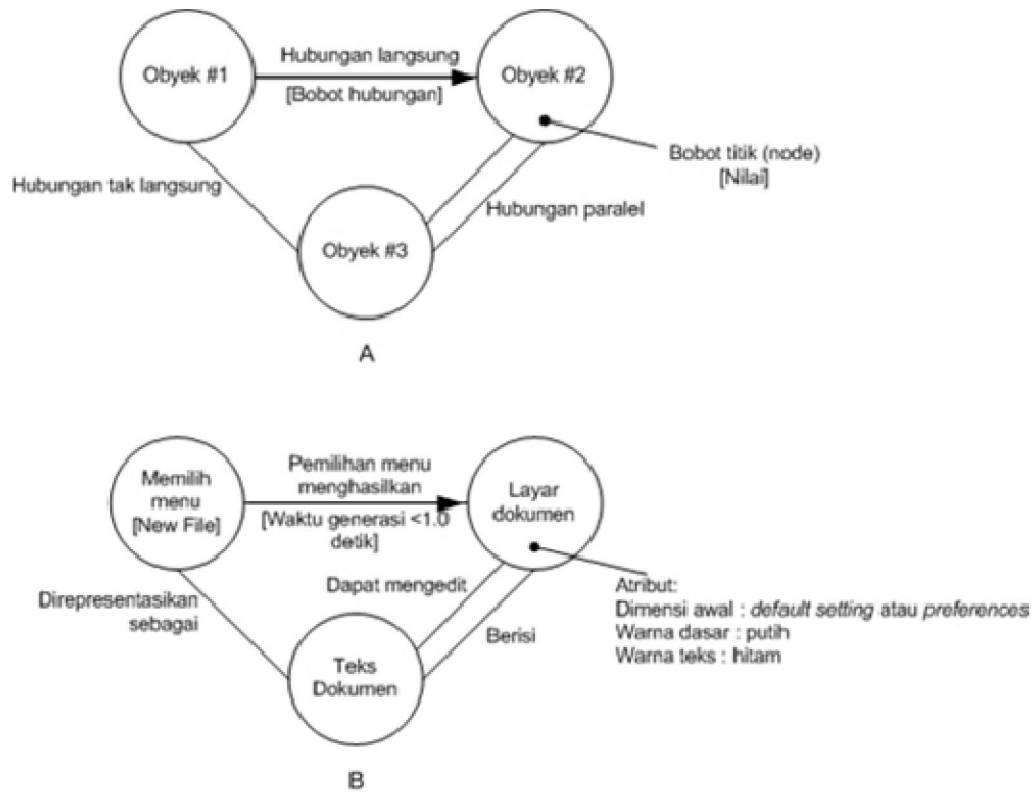 Obyek #1
Hubungan langsung
[Bobot hubungan]
Obyek #2
Bobot titik (node)
[Nilai]
Hubungan tak langsung
Hubungan paralel
Obyek #3
A
Memilih
menu
[New File]
Pemilihan menu
menghasilkan
[Waktu generasi <1.0
detik]
Layar
dokumen
Direpresentasikan
sebagai
Dapat mengedit
Berisi
Atribut:
Dimensi awal : default setting atau preferences
Warna dasar : putih
Warna teks : hitam
Teks
Dokumen
B